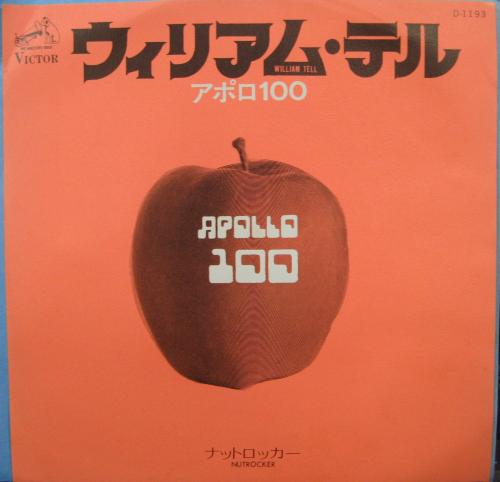 D-1193
VICTOR
ウィリアム・テル
WILLIAM TELL
アポロ100
APOLLO
100
ナットロッカー
NUTROCKER